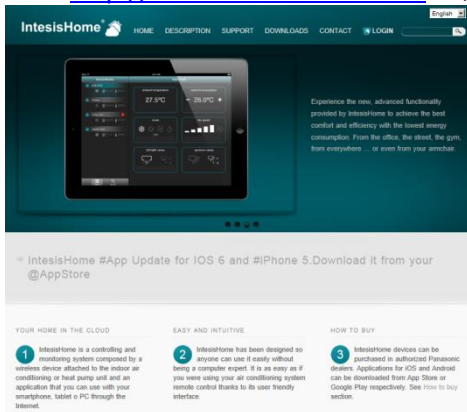 English
IntesisHome®
HOME DESCRIPTION SUPPORT DOWNLOADS CONTACT LOGIN
27.5°C
- 26.0°C +
Experience the new, advanced functionality
provided by IntesisHome to achieve the best
comfort and efficiency with the lowest energy
consumption. From the office, the street, the gym,
from everywhere ... or even from your armchair.
IntesisHome #App Update for IOS 6 and #iPhone 5.Download it from your
@AppStore
YOUR HOME IN THE CLOUD
1 IntesisHome is a controlling and
monitoring system composed by a
wireless device attached to the indoor air
conditioning or heat pump unit and an
application that you can use with your
smartphone, tablet o PC through the
Internet.
EASY AND INTUITIVE
2 IntesisHome has been designed so
anyone can use it easily without
being a computer expert. It is as easy as if
you were using your air conditioning system
remote control thanks to its user friendly
interface.
HOW TO BUY
3 IntesisHome devices can be
purchased in authorized Panasonic
dealers. Applications for iOS and Android
can be downloaded from App Store or
Google Play respectively. See How to buy
section.